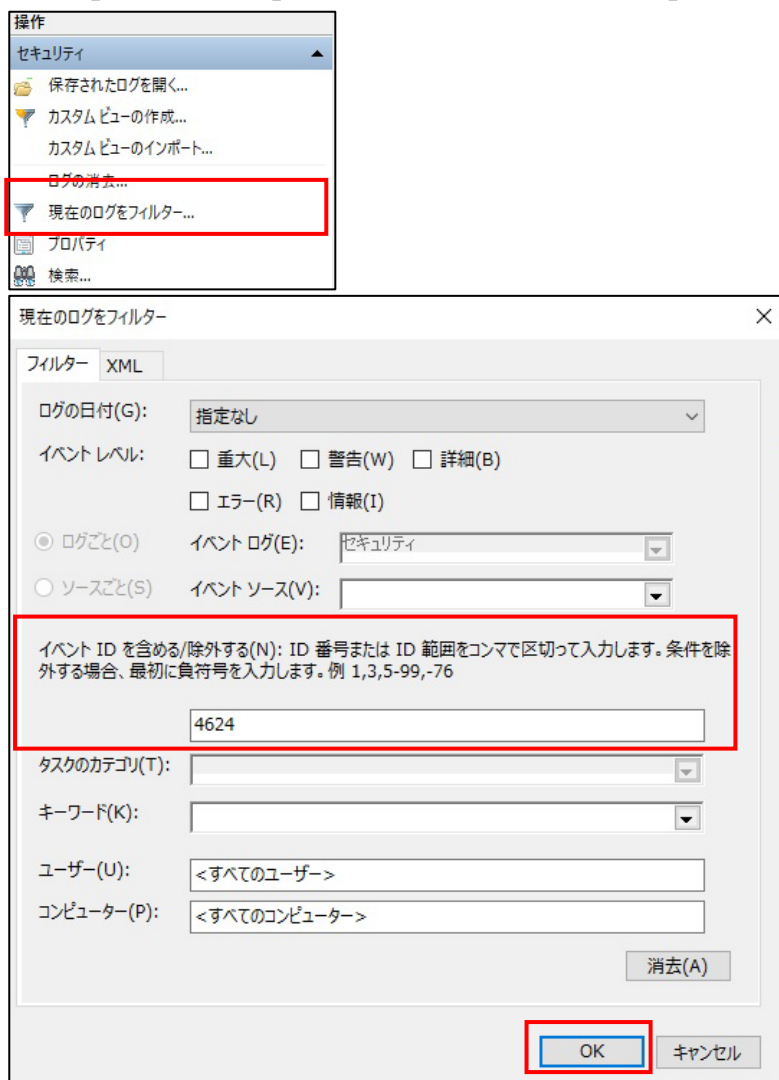 操作
セキュリティ
保存されたログを開く...
カスタム ビューの作成...
カスタム ビューのインポート...
ログの消去...
現在のログをフィルター...
プロパティ
検索...
現在のログをフィルター
フィルター XML
ログの日付(G): 指定なし
イベント レベル: 重大(L) 警告(W) 詳細(B)
エラー(R) 情報(I)
ログごと(O) イベント ログ(E): セキュリティ
ソースごと(S) イベント ソース(V):
イベント ID を含める/除外する(N): ID 番号または ID 範囲をコンマで区切って入力します。条件を除
外する場合、最初に負符号を入力します。例 1,3,5-99,-76
4624
タスクのカテゴリ(T):
キーワード(K):
ユーザー(U): <すべてのユーザー>
コンピューター(P): <すべてのコンピューター>
消去(A)
OK キャンセル